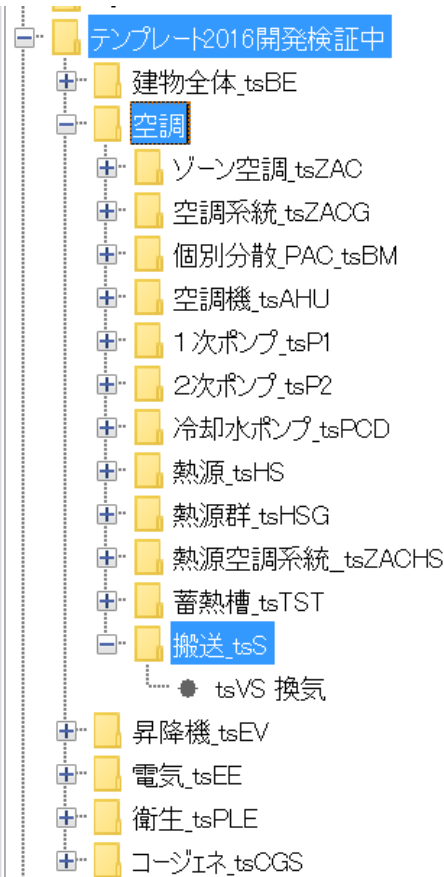 テンプレート2016開発検証中
建物全体_tsBE
空調
ゾーン空調_tsZAC
空調系統_tsZACG
個別分散_PAC_tsBM
空調機_tsAHU
１次ポンプ_tsP1
２次ポンプ_tsP2
冷却水ポンプ_tsPCD
熱源_tsHS
熱源群_tsHSG
熱源空調系統_tsZACHS
蓄熱槽_tsTST
搬送_tsS
tsVS 換気
昇降機_tsEV
電気_tsEE
衛生_tsPLE
コージェネ_tsCGS